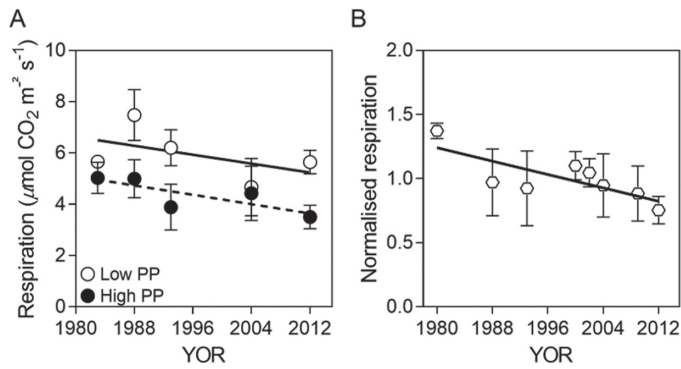 A
Respiration (μmol CO₂ m⁻² s⁻¹)
10
8
6
4
2
0
Low PP
High PP
1980 1988 1996 2004 2012
YOR
B
Normalised respiration
2.0
1.5
1.0
0.5
0.0
1980 1988 1996 2004 2012
YOR